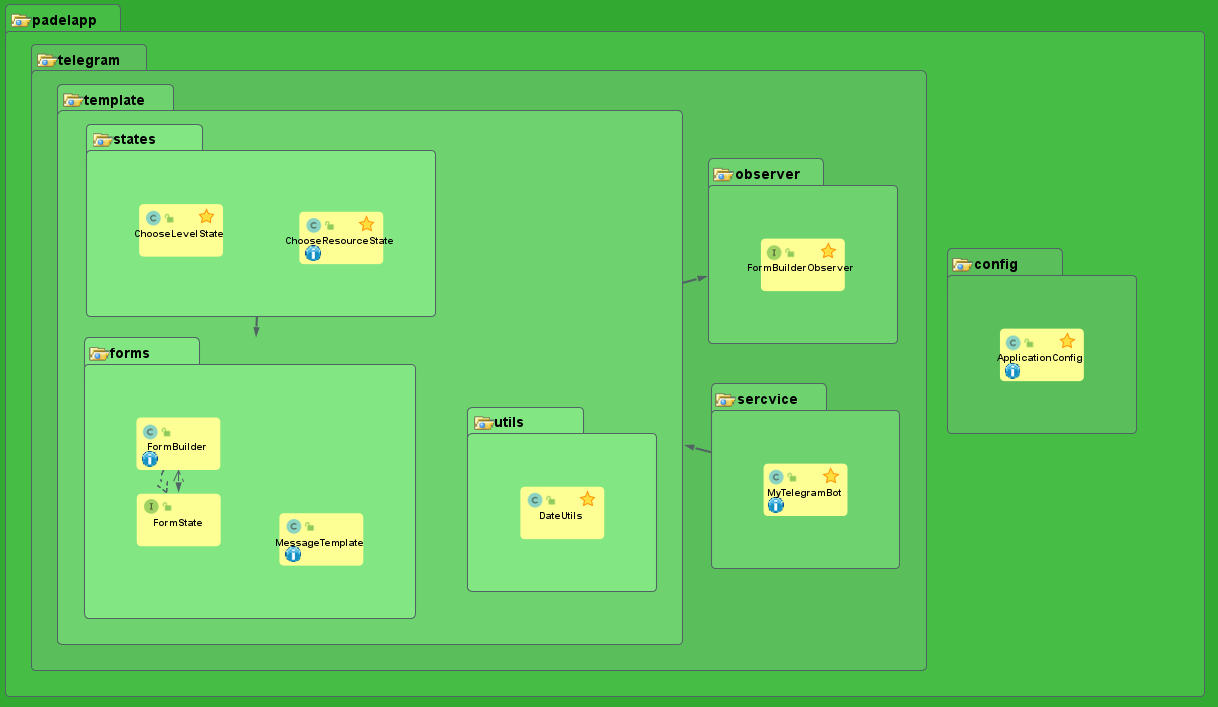 padelapp
telegram
template
states
C
ChooseLevelState
C
ChooseResourceState
i
observer
I
FormBuilderObserver
config
C
ApplicationConfig
i
forms
C
FormBuilder
i
I
FormState
C
MessageTemplate
i
utils
C
DateUtils
sercvice
C
MyTelegramBot
i